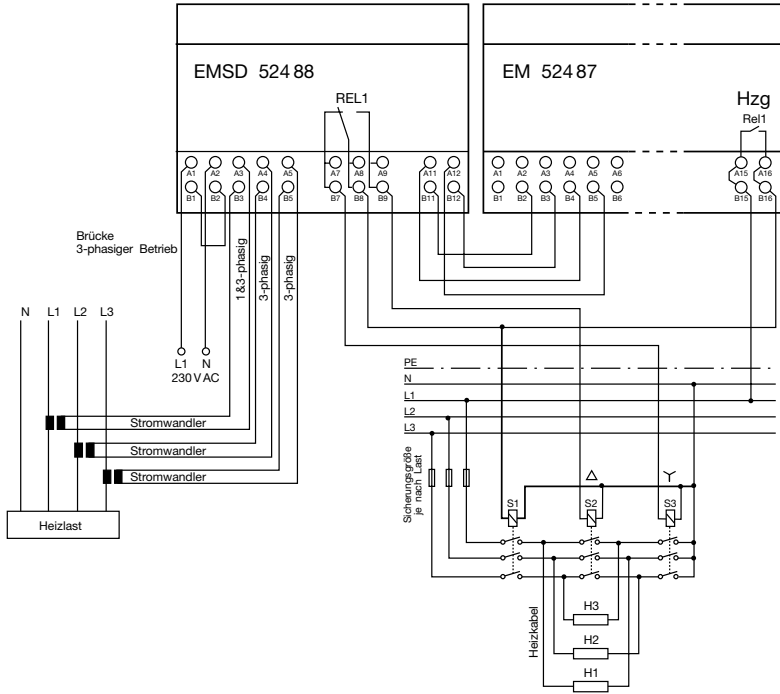 EMSD 524 88
EM 524 87
REL1
Hzg
Rel1
A1 A2 A3 A4 A5 A7 A8 A9 A11 A12
B1 B2 B3 B4 B5 B7 B8 B9 B11 B12
A1 A2 A3 A4 A5 A6 A15 A16
B1 B2 B3 B4 B5 B6 B15 B16
Brücke
3-phasiger Betrieb
1&3-phasig
3-phasig
3-phasig
N L1 L2 L3
L1 N
230 V AC
Stromwandler
Stromwandler
Stromwandler
Heizlast
PE
N
L1
L2
L3
Sicherungsgröße
je nach Last
S1 S2 S3
Heizkabel
H3
H2
H1